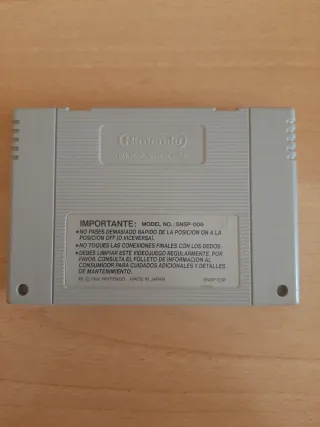 Nintendo
IMPORTANTE: MODEL NO. SNSP-006
•NO PASES DEMASIADO RAPIDO DE LA POSICION ON A LA
POSICION OFF (O VICEVERSA).
•NO TOQUES LAS CONEXIONES FINALES CON LOS DEDOS.
•DEBES LIMPIAR ESTE VIDEOJUEGO REGULARMENTE. POR
FAVOR, CONSULTA EL FOLLETO DE INFORMACION AL
CONSUMIDOR PARA CUIDADOS ADICIONALES Y DETALLES
DE MANTENIMIENTO.
NINTENDO MADE IN JAPAN